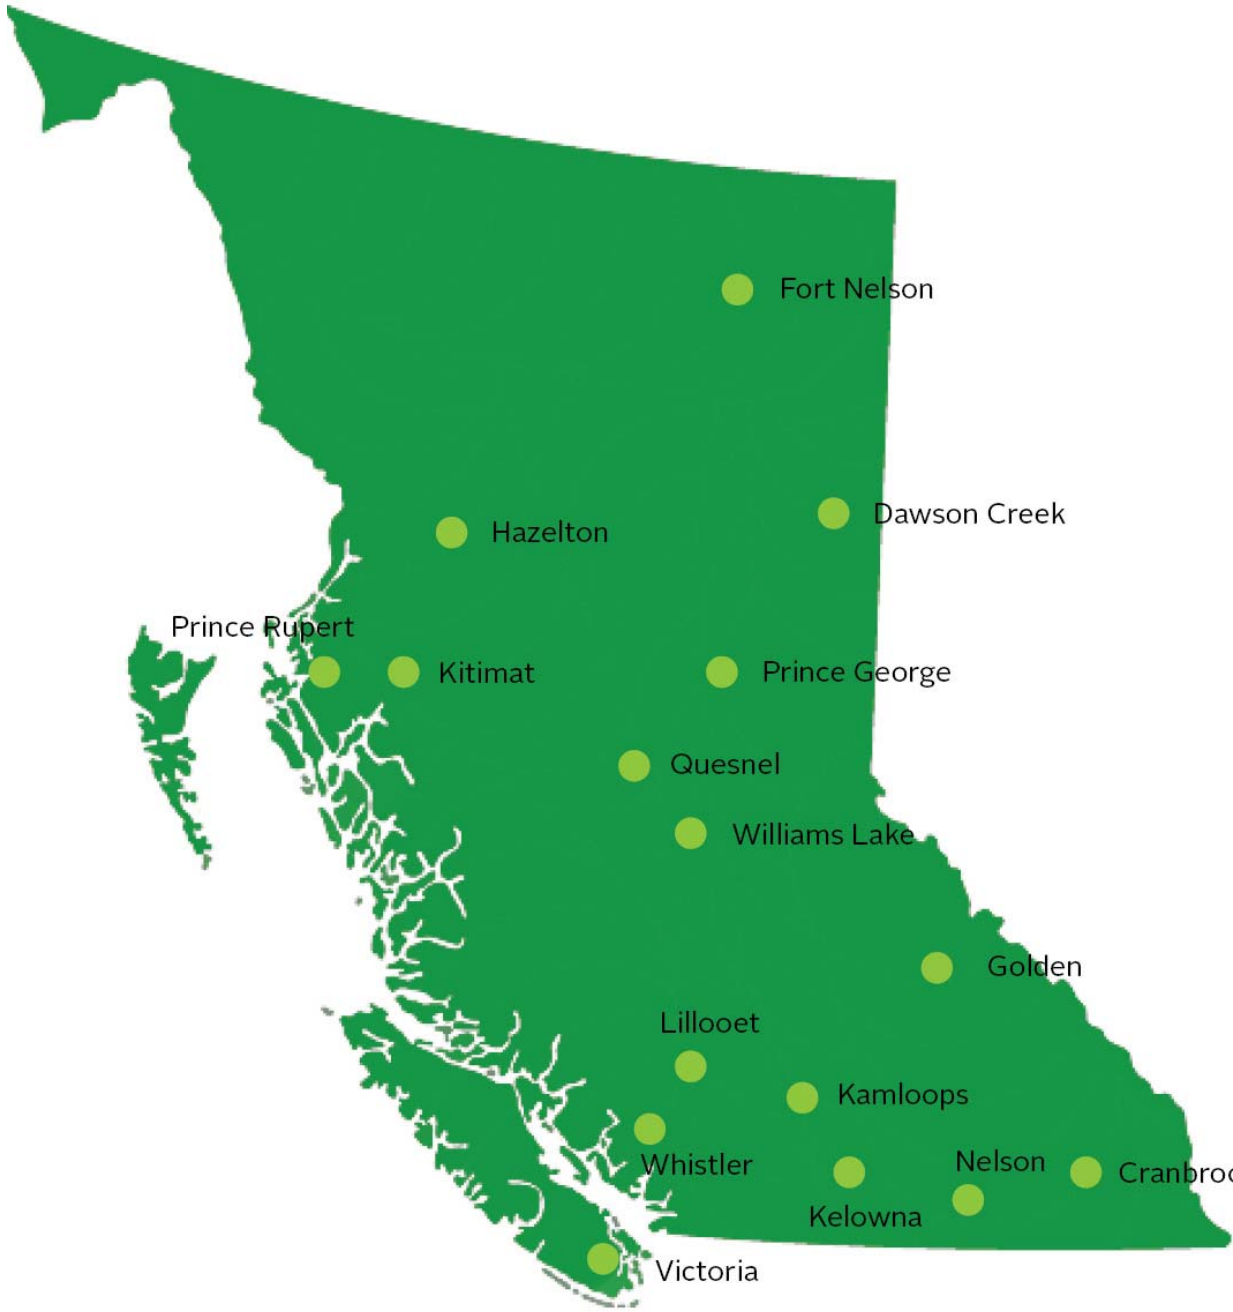 Fort Nelson
Dawson Creek
Hazelton
Prince Rupert
Kitimat
Prince George
Quesnel
Williams Lake
Golden
Lillooet
Kamloops
Whistler
Nelson
Cranbroo
Kelowna
Victoria